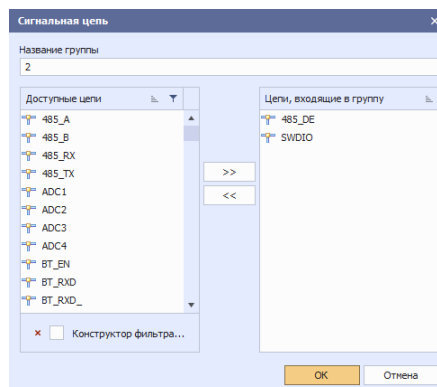 Сигнальная цепь
Название группы
2
Доступные цепи
485_A
485_B
485_RX
485_TX
ADC1
ADC2
ADC3
ADC4
BT_EN
BT_RXD
BT_RXD_
Конструктор фильтра...
>>
<<
Цепи, входящие в группу
485_DE
SWDIO
OK
Отмена